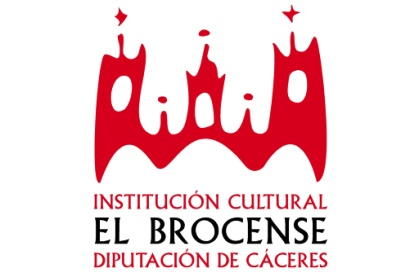 INSTITUCIÓN CULTURAL
EL BROCENSE
DIPUTACIÓN DE CÁCERES